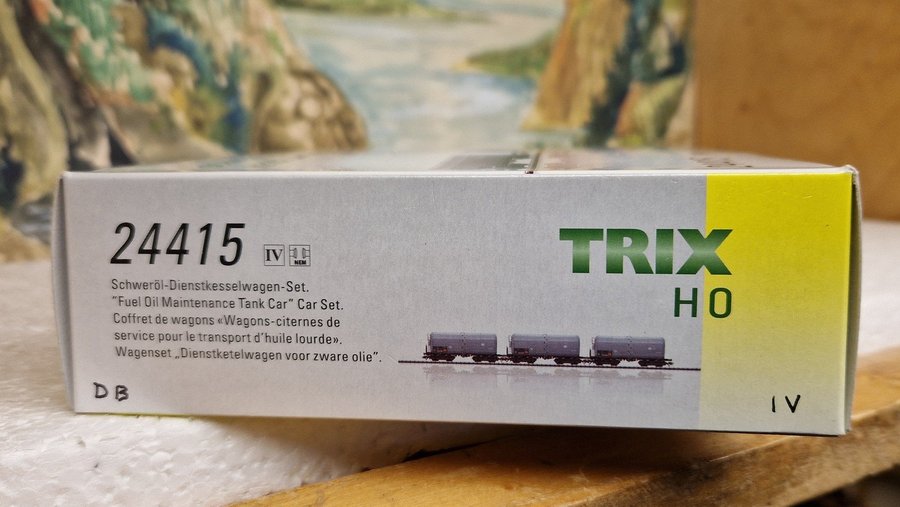 24415 IV NEM
Schweröl-Dienstkesselwagen-Set.
"Fuel Oil Maintenance Tank Car" Car Set.
Coffret de wagons «Wagons-citernes de
service pour le transport d'huile lourde».
Wagenset „Dienstketelwagen voor zware olie".
DB
TRIX
HO
IV